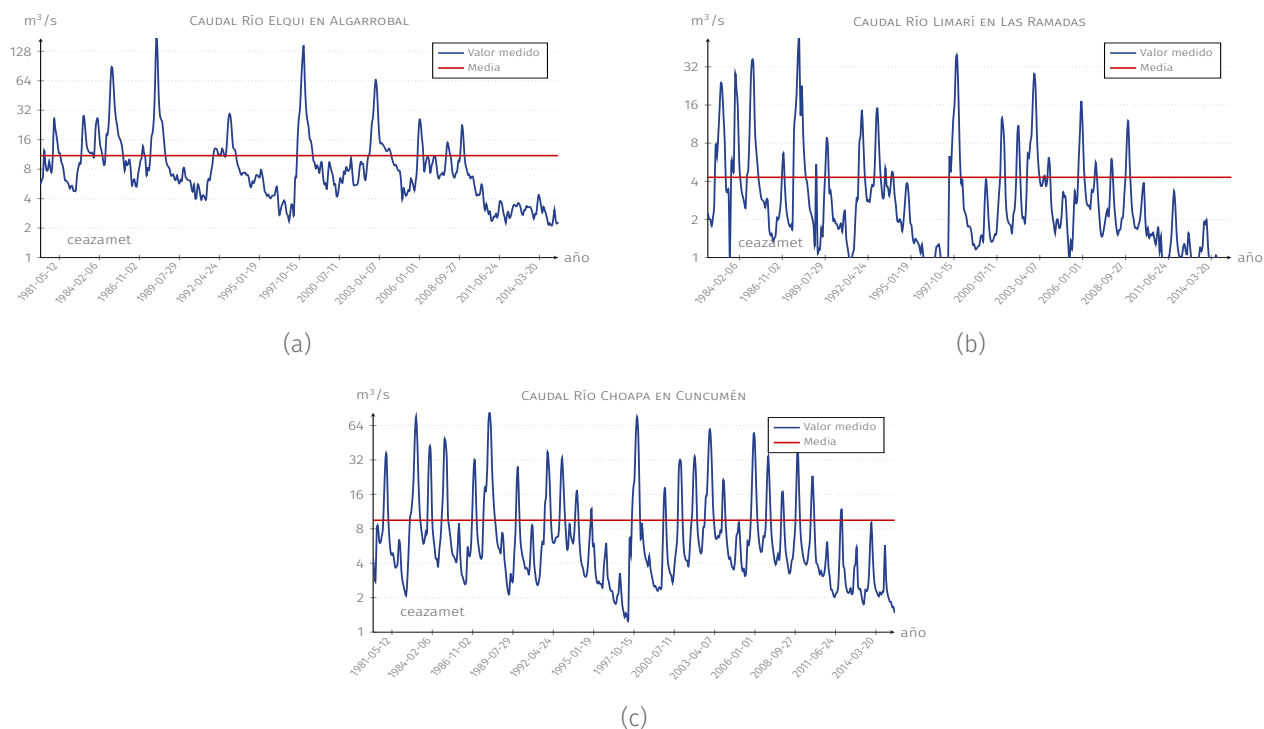 m³/s
Caudal Río Elqui en Algarrobal
Valor medido
Media
128
64
32
16
8
4
2
1
ceazamet
año
1981-05-12
1984-02-06
1986-11-02
1989-07-29
1992-04-24
1995-01-19
1997-10-15
2000-07-11
2003-04-07
2006-01-01
2008-09-27
2011-06-24
2014-03-20
(a)
m³/s
Caudal Río Limarí en Las Ramadas
Valor medido
Media
32
16
8
4
2
1
ceazamet
año
1984-02-06
1986-11-02
1989-07-29
1992-04-24
1995-01-19
1997-10-15
2000-07-11
2003-04-07
2006-01-01
2008-09-27
2011-06-24
2014-03-20
(b)
m³/s
Caudal Río Choapa en Cuncumén
Valor medido
Media
64
32
16
8
4
2
1
ceazamet
año
1981-05-12
1984-02-06
1986-11-02
1989-07-29
1992-04-24
1995-01-19
1997-10-15
2000-07-11
2003-04-07
2006-01-01
2008-09-27
2011-06-24
2014-03-20
(c)